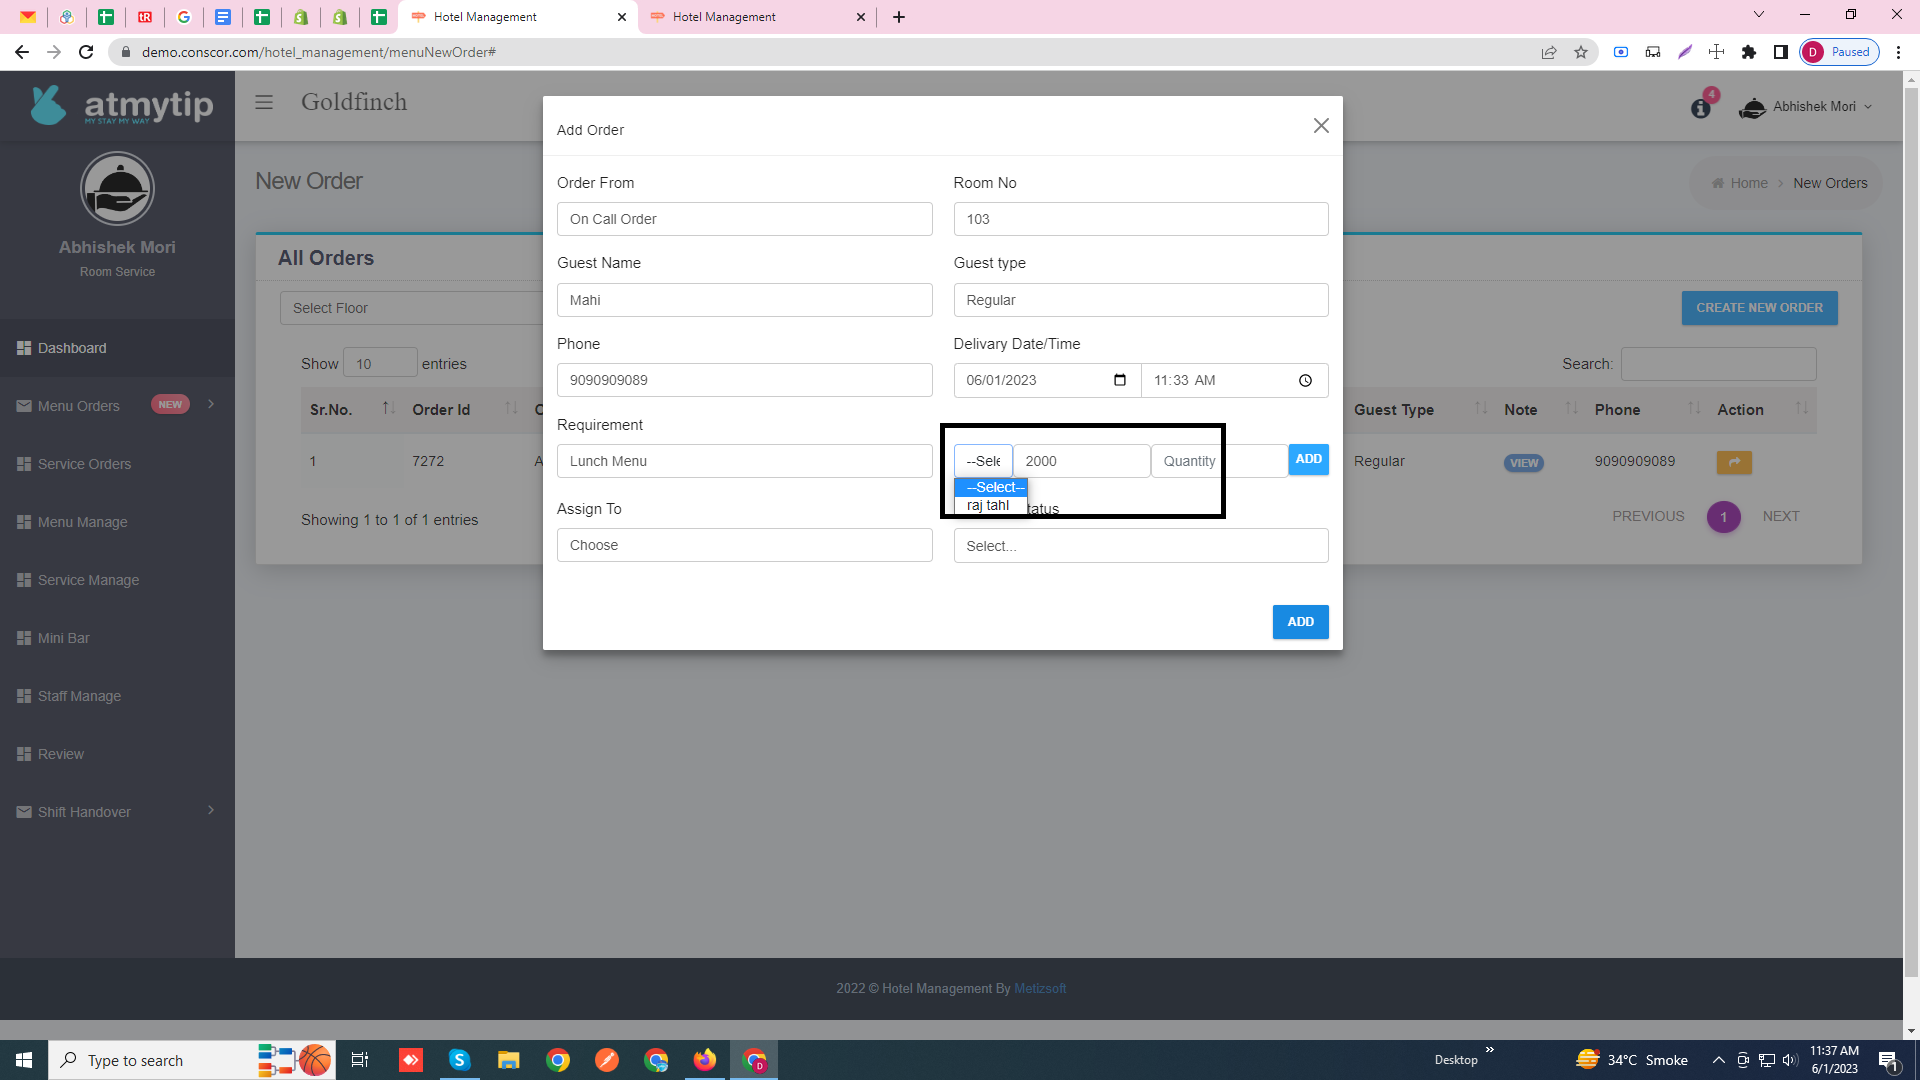 Hotel Management
Hotel Management
demo.conscor.com/hotel_management/menuNewOrder#
D Paused
atmytip
MY STAY MY WAY
Goldfinch
4
Abhishek Mori
Abhishek Mori
Room Service
Dashboard
Menu Orders NEW
Service Orders
Menu Manage
Service Manage
Mini Bar
Staff Manage
Review
Shift Handover
New Order
Home > New Orders
All Orders
Select Floor
CREATE NEW ORDER
Show 10 entries
Search:
Sr.No. Order Id Guest Type Note Phone Action
1 7272 Regular VIEW 9090909089
Showing 1 to 1 of 1 entries
PREVIOUS 1 NEXT
Add Order
Order From Room No
On Call Order 103
Guest Name Guest type
Mahi Regular
Phone Delivary Date/Time
9090909089 06/01/2023 11:33 AM
Requirement
Lunch Menu --Sele 2000 Quantity ADD
--Select--
raj tahl
Assign To tatus
Choose Select...
ADD
2022 © Hotel Management By Metizsoft
Type to search
Desktop
34°C Smoke
11:37 AM
6/1/2023
1